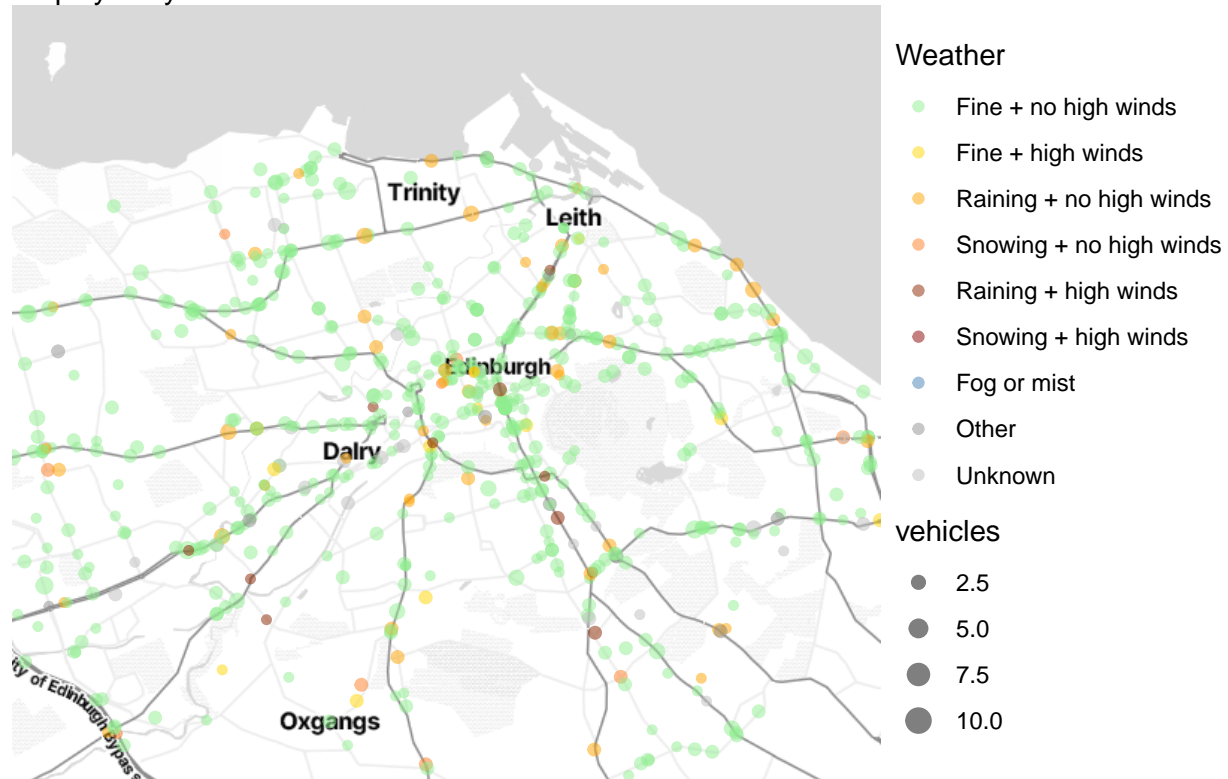 Weather
Fine + no high winds
Fine + high winds
Raining + no high winds
Snowing + no high winds
Raining + high winds
Snowing + high winds
Fog or mist
Other
Unknown
vehicles
2.5
5.0
7.5
10.0
Trinity
Leith
Edinburgh
Dalry
Oxgangs
of Edinburgh Bypass